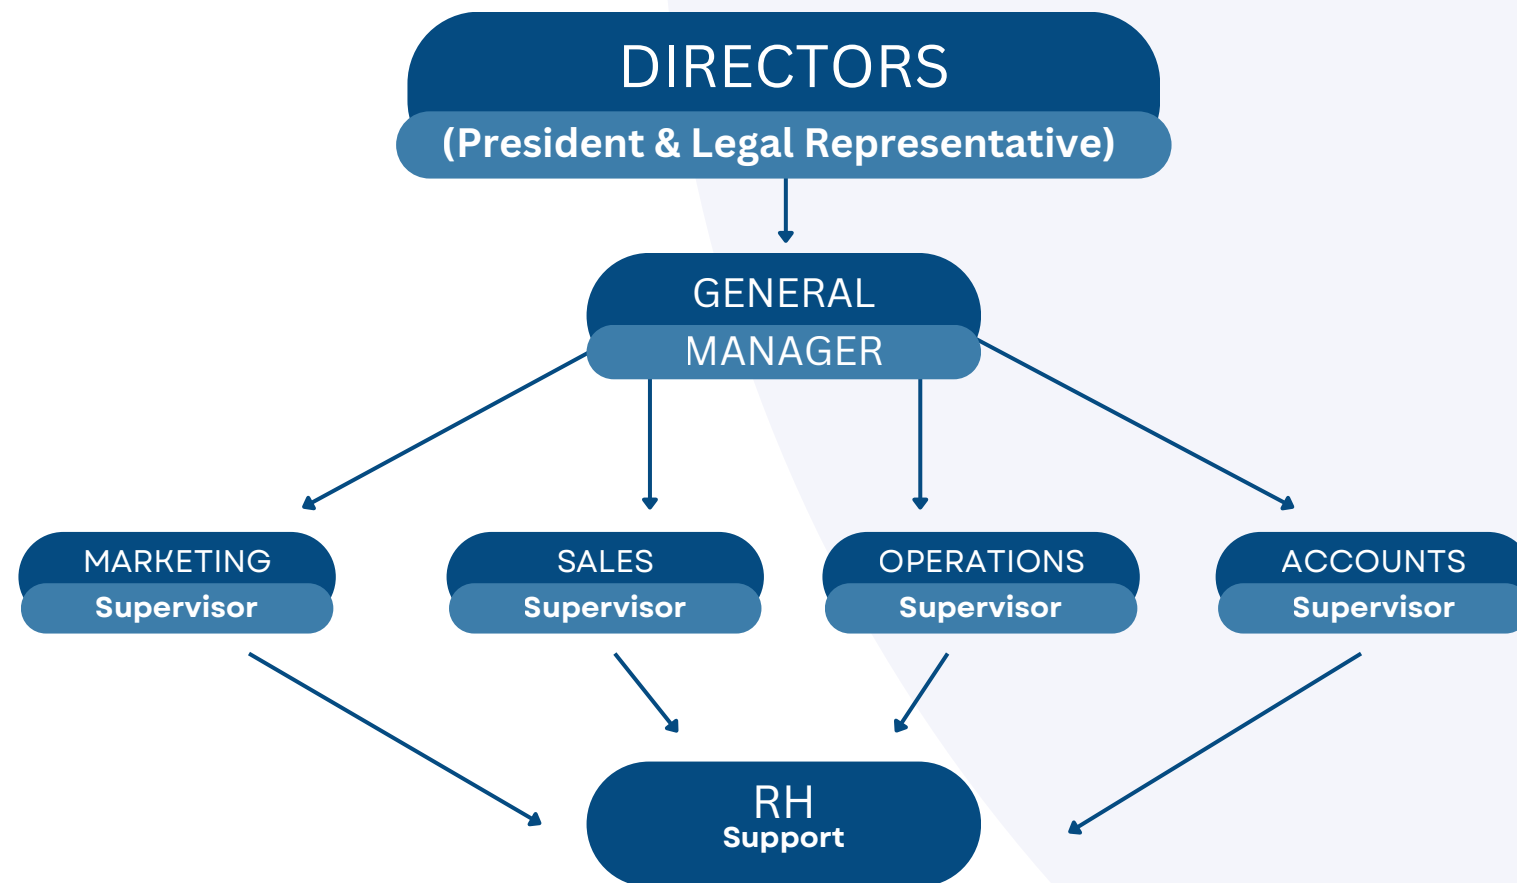 DIRECTORS
(President & Legal Representative)
GENERAL
MANAGER
MARKETING
Supervisor
SALES
Supervisor
OPERATIONS
Supervisor
ACCOUNTS
Supervisor
RH
Support